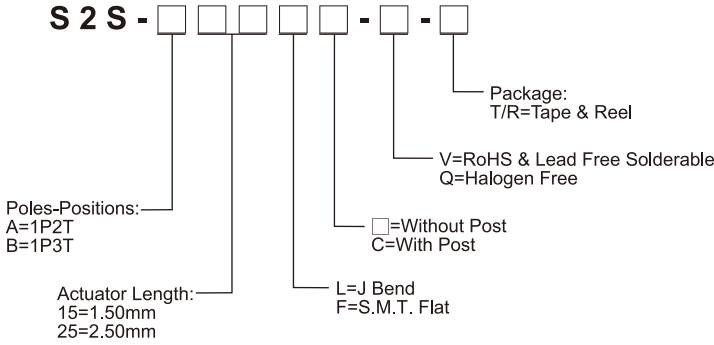 S2S-□□□□□-□-□
Package:
T/R=Tape & Reel
V=RoHS & Lead Free Solderable
Q=Halogen Free
Poles-Positions:
A=1P2T
B=1P3T
□=Without Post
C=With Post
Actuator Length:
15=1.50mm
25=2.50mm
L=J Bend
F=S.M.T. Flat